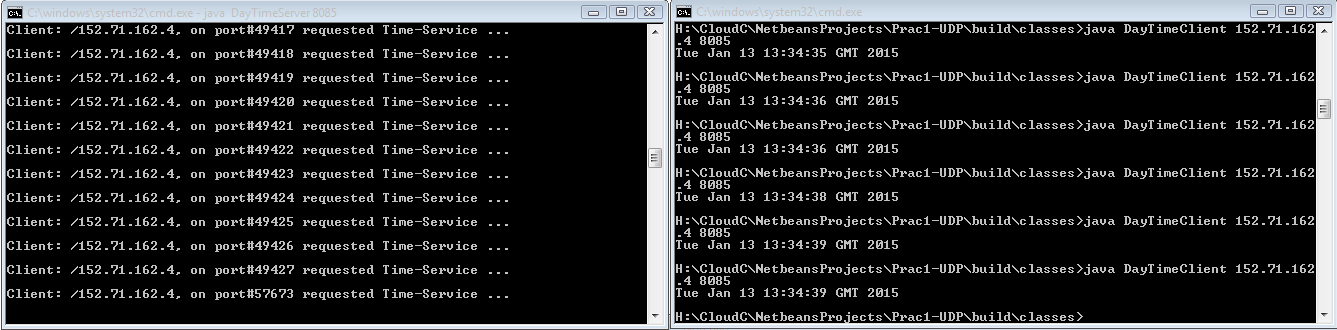 C:\windows\system32\cmd.exe - java  DayTimeServer 8085
Client: /152.71.162.4, on port#49417 requested Time-Service ...
Client: /152.71.162.4, on port#49418 requested Time-Service ...
Client: /152.71.162.4, on port#49419 requested Time-Service ...
Client: /152.71.162.4, on port#49420 requested Time-Service ...
Client: /152.71.162.4, on port#49421 requested Time-Service ...
Client: /152.71.162.4, on port#49422 requested Time-Service ...
Client: /152.71.162.4, on port#49423 requested Time-Service ...
Client: /152.71.162.4, on port#49424 requested Time-Service ...
Client: /152.71.162.4, on port#49425 requested Time-Service ...
Client: /152.71.162.4, on port#49426 requested Time-Service ...
Client: /152.71.162.4, on port#49427 requested Time-Service ...
Client: /152.71.162.4, on port#57673 requested Time-Service ...
C:\windows\system32\cmd.exe
H:\CloudC\NetbeansProjects\Prac1-UDP\build\classes>java DayTimeClient 152.71.162
.4 8085
Tue Jan 13 13:34:35 GMT 2015
H:\CloudC\NetbeansProjects\Prac1-UDP\build\classes>java DayTimeClient 152.71.162
.4 8085
Tue Jan 13 13:34:36 GMT 2015
H:\CloudC\NetbeansProjects\Prac1-UDP\build\classes>java DayTimeClient 152.71.162
.4 8085
Tue Jan 13 13:34:36 GMT 2015
H:\CloudC\NetbeansProjects\Prac1-UDP\build\classes>java DayTimeClient 152.71.162
.4 8085
Tue Jan 13 13:34:38 GMT 2015
H:\CloudC\NetbeansProjects\Prac1-UDP\build\classes>java DayTimeClient 152.71.162
.4 8085
Tue Jan 13 13:34:39 GMT 2015
H:\CloudC\NetbeansProjects\Prac1-UDP\build\classes>java DayTimeClient 152.71.162
.4 8085
Tue Jan 13 13:34:39 GMT 2015
H:\CloudC\NetbeansProjects\Prac1-UDP\build\classes>